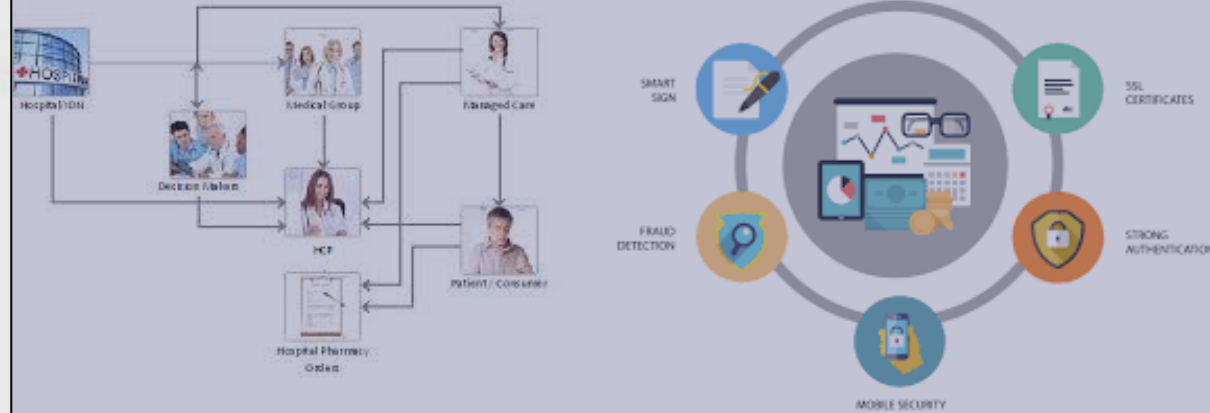 HOSPI
Hospital/IDN
Medical Group
Managed Care
Decision Makers
HCP
Patient / Consumer
Hospital Pharmacy
Orders
SMART
SIGN
SSL
CERTIFICATES
FRAUD
DETECTION
STRONG
AUTHENTICATION
MOBILE SECURITY